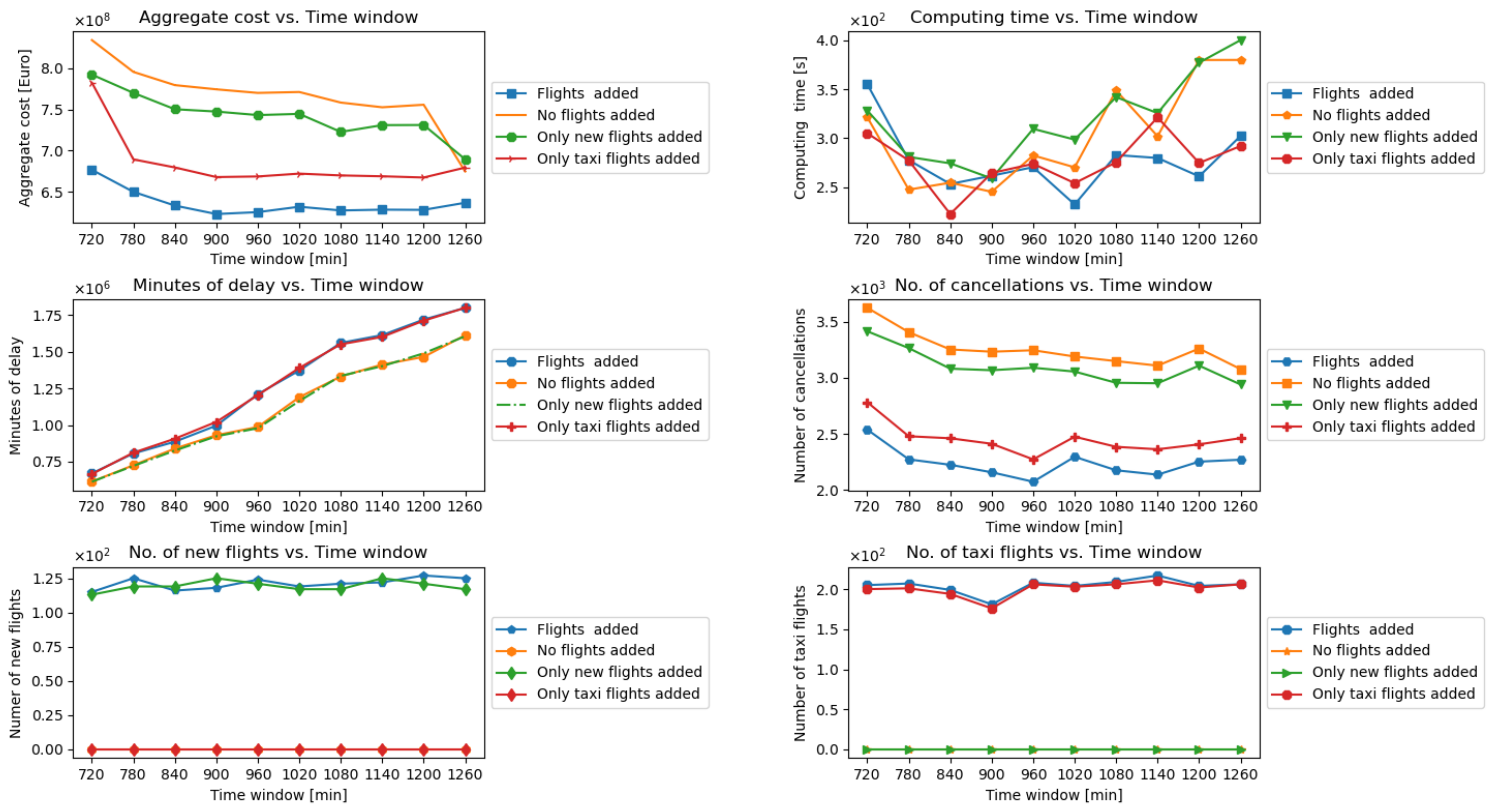 Aggregate cost vs. Time window
×10⁸
Aggregate cost [Euro]
8.0
7.5
7.0
6.5
720 780 840 900 960 1020 1080 1140 1200 1260
Time window [min]
Flights added
No flights added
Only new flights added
Only taxi flights added
Computing time vs. Time window
×10²
Computing time [s]
4.0
3.5
3.0
2.5
720 780 840 900 960 1020 1080 1140 1200 1260
Time window [min]
Flights added
No flights added
Only new flights added
Only taxi flights added
Minutes of delay vs. Time window
×10⁶
Minutes of delay
1.75
1.50
1.25
1.00
0.75
720 780 840 900 960 1020 1080 1140 1200 1260
Time window [min]
Flights added
No flights added
Only new flights added
Only taxi flights added
No. of cancellations vs. Time window
×10³
Number of cancellations
3.5
3.0
2.5
2.0
720 780 840 900 960 1020 1080 1140 1200 1260
Time window [min]
Flights added
No flights added
Only new flights added
Only taxi flights added
No. of new flights vs. Time window
×10²
Numer of new flights
1.25
1.00
0.75
0.50
0.25
0.00
720 780 840 900 960 1020 1080 1140 1200 1260
Time window [min]
Flights added
No flights added
Only new flights added
Only taxi flights added
No. of taxi flights vs. Time window
×10²
Number of taxi flights
2.0
1.5
1.0
0.5
0.0
720 780 840 900 960 1020 1080 1140 1200 1260
Time window [min]
Flights added
No flights added
Only new flights added
Only taxi flights added